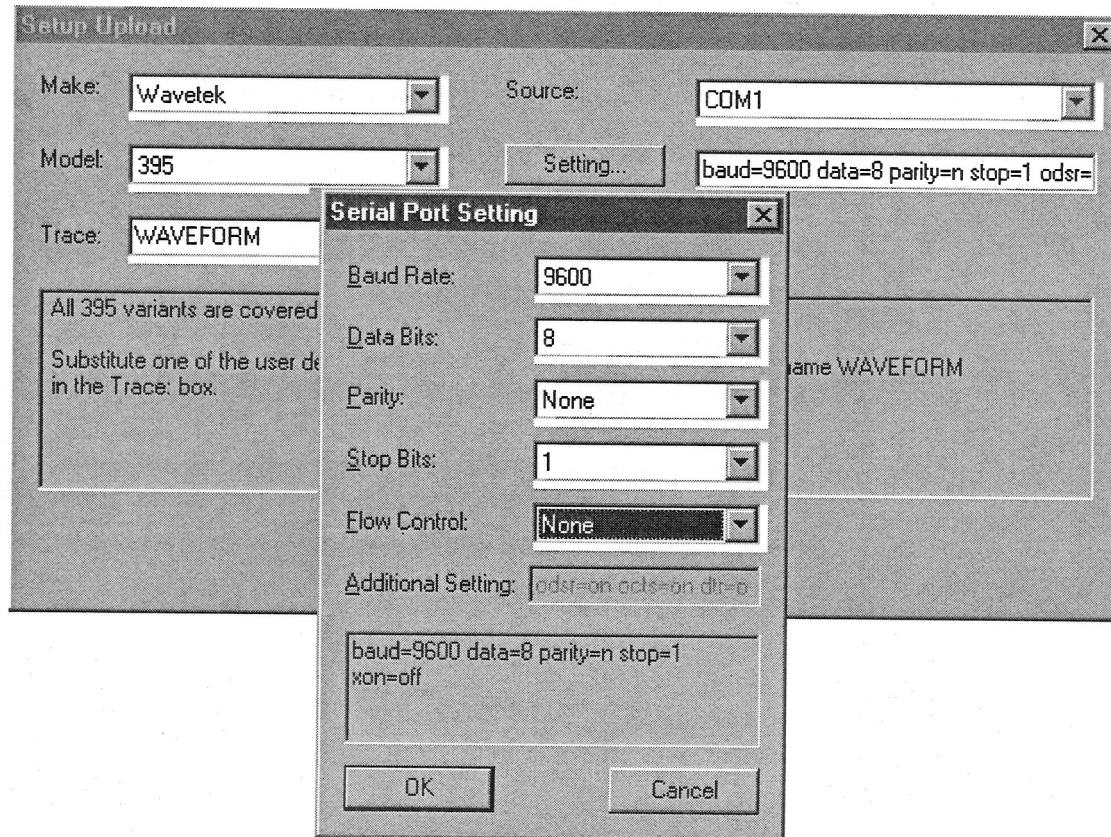 Setup Upload
Make:
Wavetek
Source:
COM1
Model:
395
Setting...
baud=9600 data=8 parity=n stop=1 odsr=
Trace:
WAVEFORM
All 395 variants are covered
Substitute one of the user de
in the Trace: box.
name WAVEFORM
Serial Port Setting
Baud Rate:
9600
Data Bits:
8
Parity:
None
Stop Bits:
1
Flow Control:
None
Additional Setting:
odsr=on octs=on dtr=o
baud=9600 data=8 parity=n stop=1
xon=off
OK
Cancel